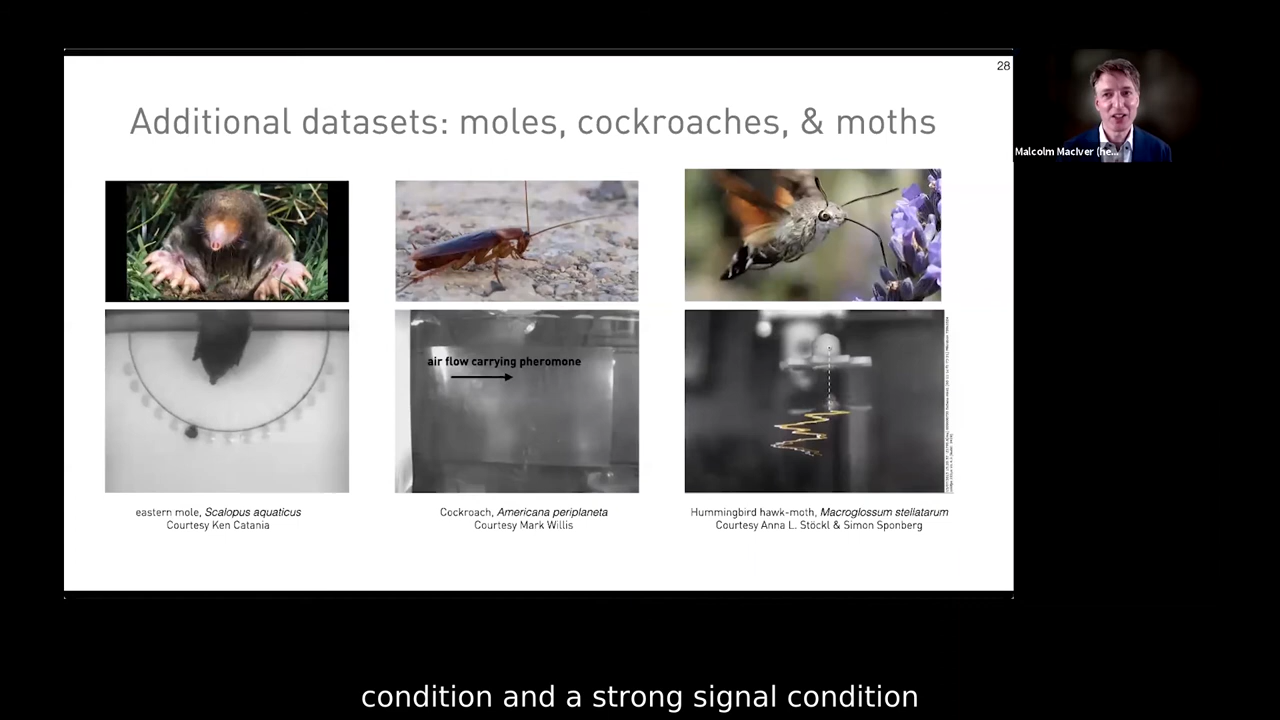 28
Additional datasets: moles, cockroaches, & moths
Malcolm MacIver (he...
air flow carrying pheromone
eastern mole, Scalopus aquaticus
Courtesy Ken Catania
Cockroach, Americana periplaneta
Courtesy Mark Willis
Hummingbird hawk-moth, Macroglossum stellatarum
Courtesy Anna L. Stöckl & Simon Sponberg
condition and a strong signal condition